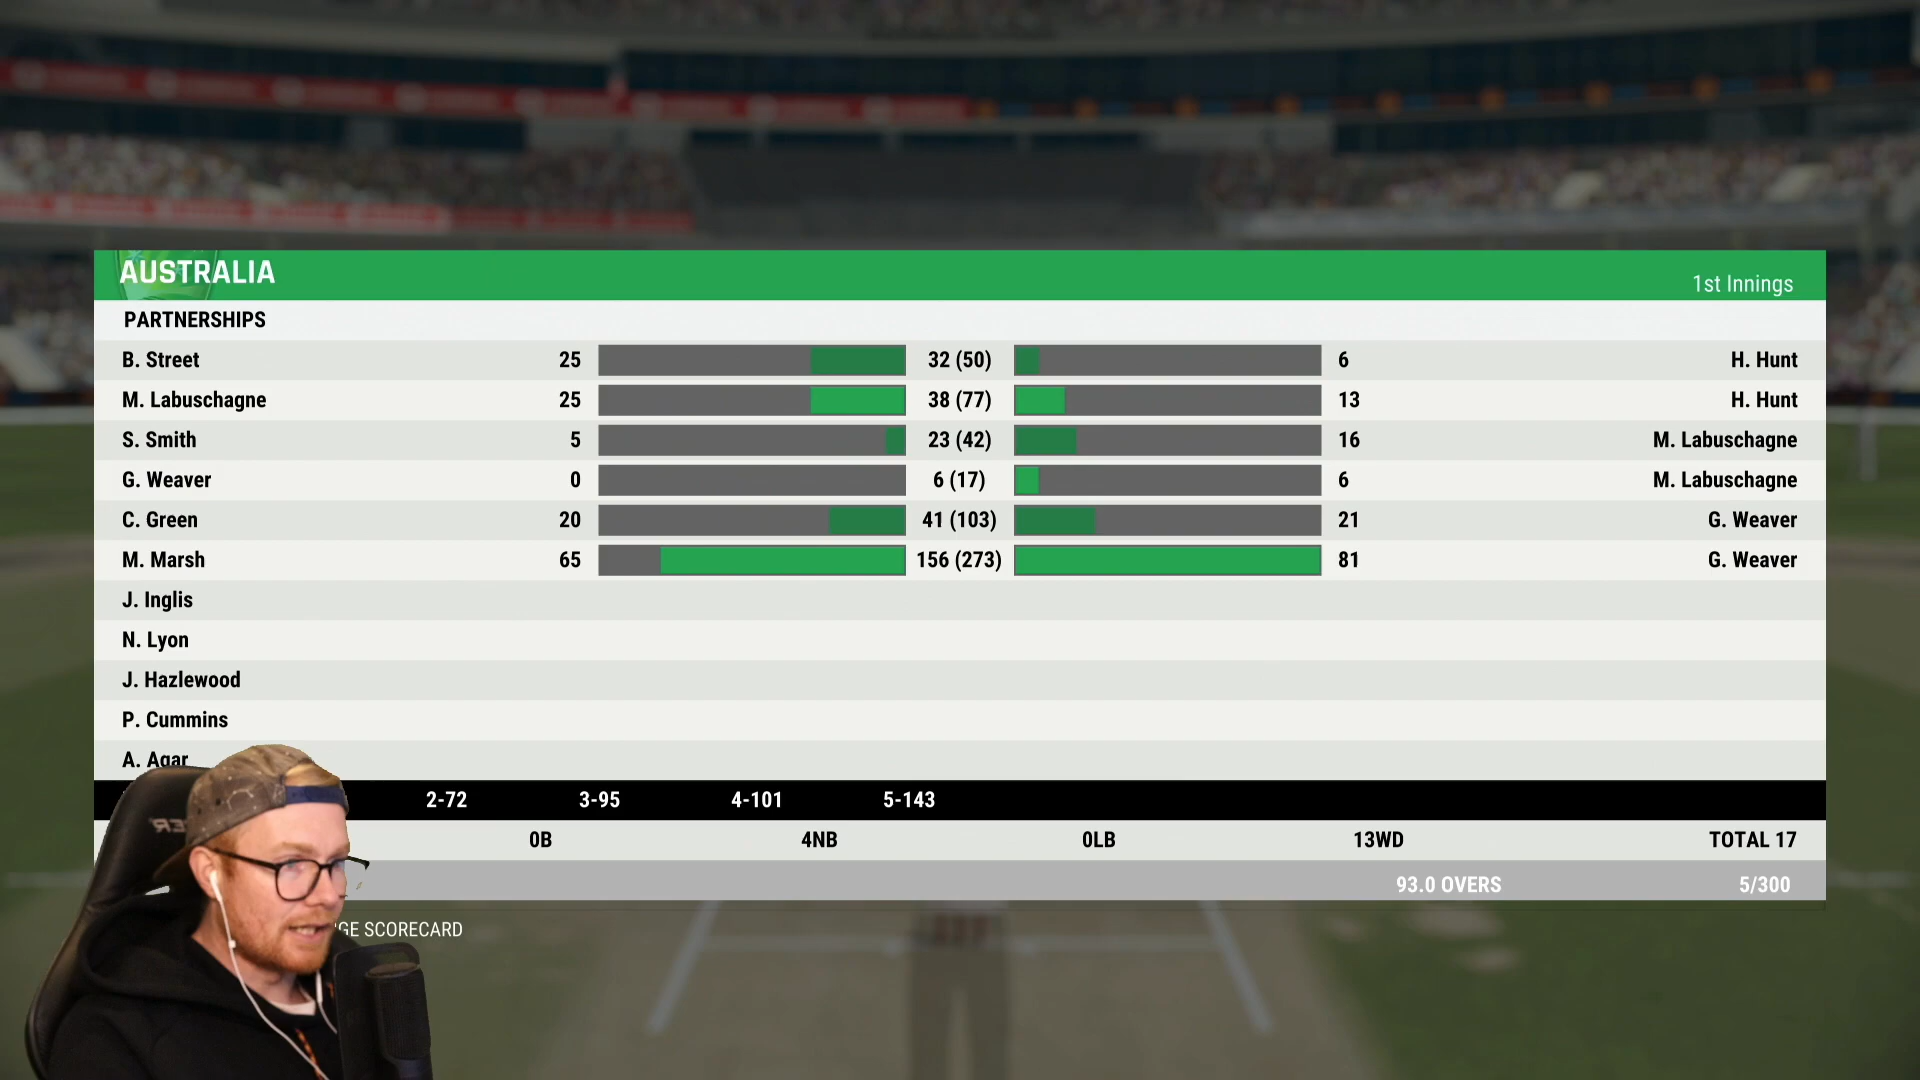 AUSTRALIA
1st Innings
PARTNERSHIPS
B. Street 25 32 (50) 6 H. Hunt
M. Labuschagne 25 38 (77) 13 H. Hunt
S. Smith 5 23 (42) 16 M. Labuschagne
G. Weaver 0 6 (17) 6 M. Labuschagne
C. Green 20 41 (103) 21 G. Weaver
M. Marsh 65 156 (273) 81 G. Weaver
J. Inglis
N. Lyon
J. Hazlewood
P. Cummins
A. Agar
2-72 3-95 4-101 5-143
0B 4NB 0LB 13WD TOTAL 17
93.0 OVERS 5/300
SCORECARD